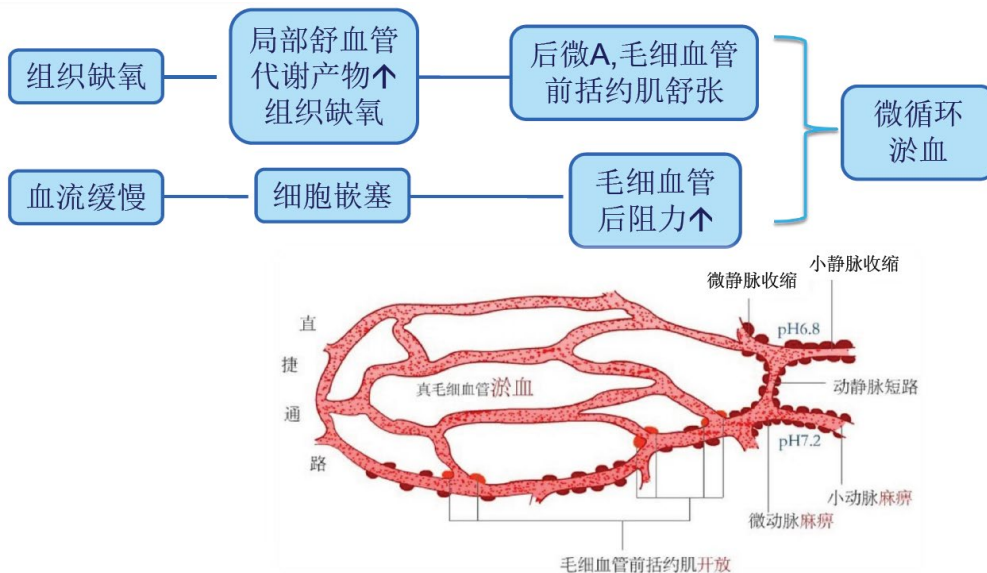 组织缺氧
局部舒血管
代谢产物↑
组织缺氧
后微A,毛细血管
前括约肌舒张
微循环
淤血
血流缓慢
细胞嵌塞
毛细血管
后阻力↑
小静脉收缩
微静脉收缩
pH6.8
直
捷
通
路
真毛细血管淤血
动静脉短路
pH7.2
小动脉麻痹
微动脉麻痹
毛细血管前括约肌开放